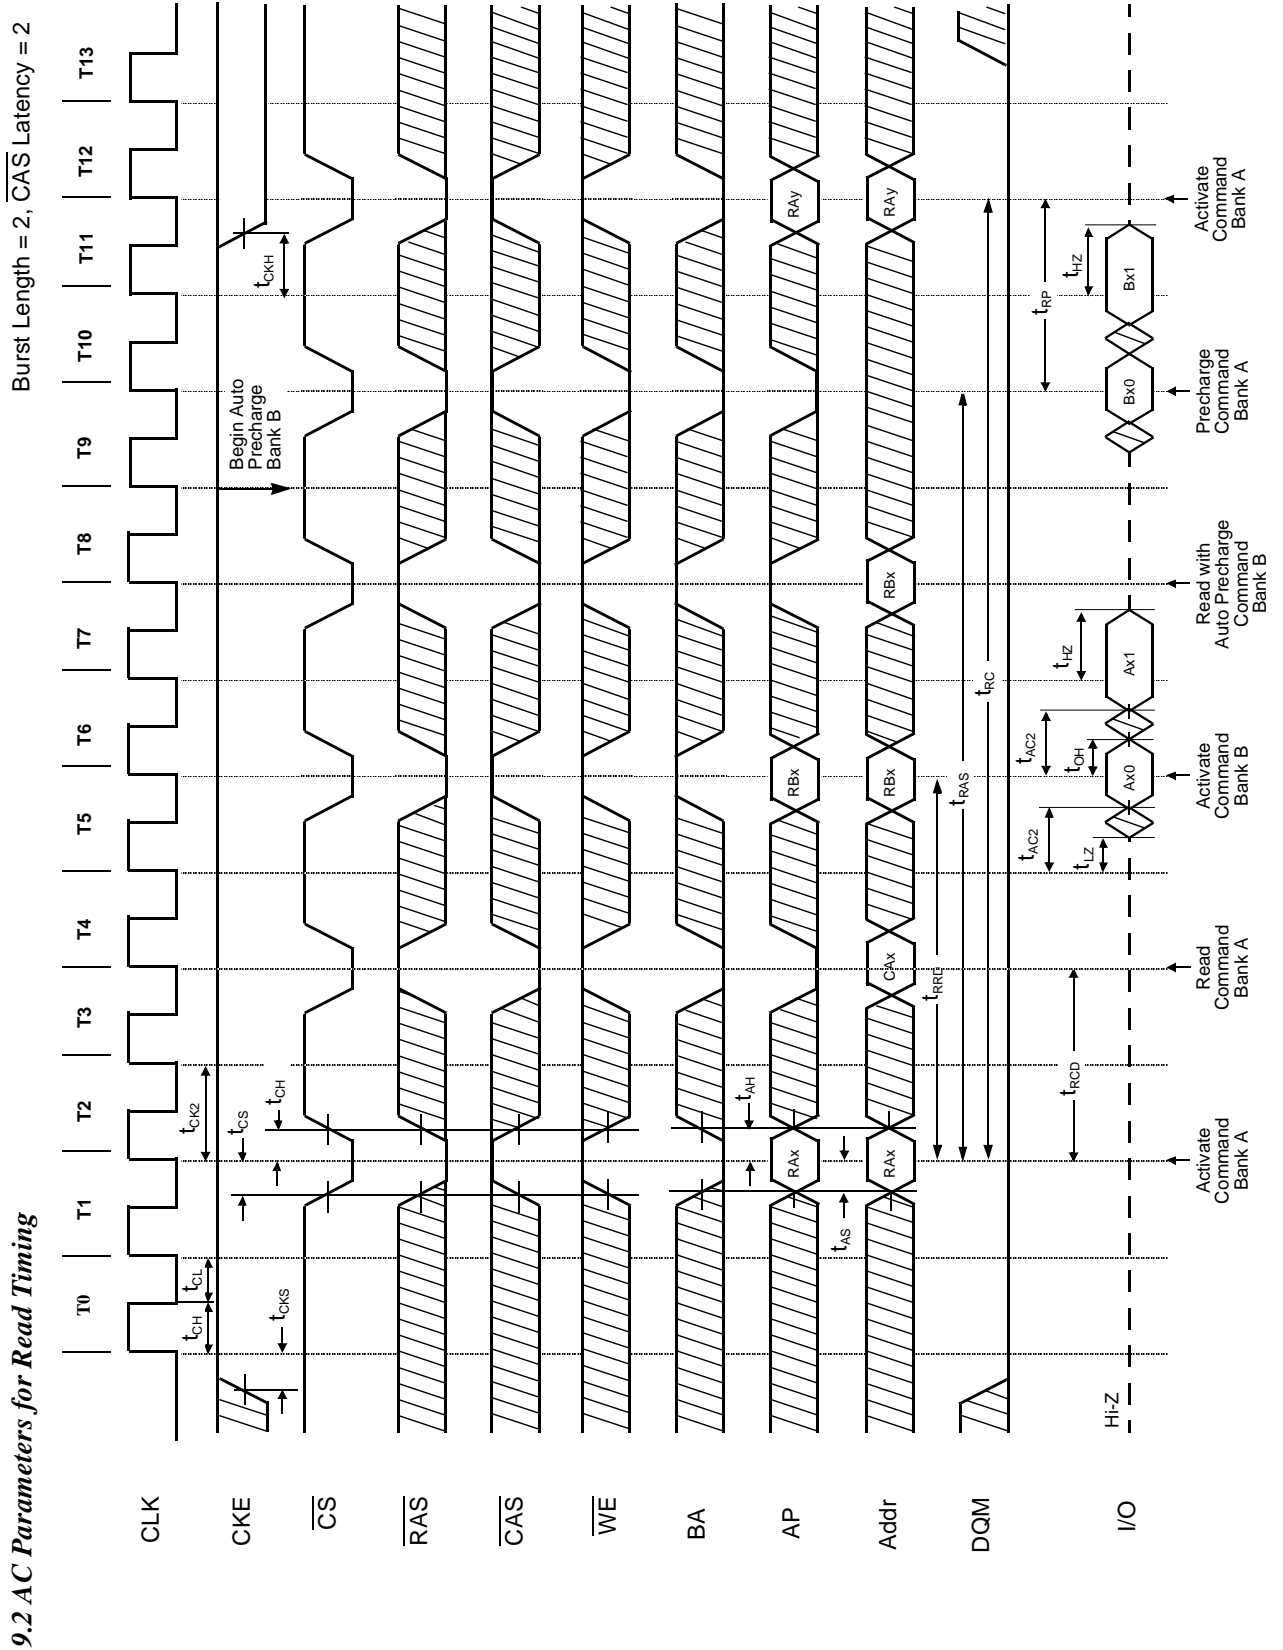 9.2 AC Parameters for Read Timing
Burst Length = 2, CAS Latency = 2
T0 T1 T2 T3 T4 T5 T6 T7 T8 T9 T10 T11 T12 T13
CLK
tCH tCL tCK2
CKE
tCKS tCS tCH
Begin Auto
Precharge
Bank B
tCKH
CS
RAS
CAS
WE
BA
tAH
AP
RAx RBx RAy
tAS
Addr
RAx CAx RBx RBx RAy
tRRD
tRAS
tRC
DQM
tRCD
tRP
tAC2 tAC2
tLZ tOH tHZ tHZ
I/O
Hi-Z
Ax0 Ax1 Bx0 Bx1
Activate
Command
Bank A
Read
Command
Bank A
Activate
Command
Bank B
Read with
Auto Precharge
Command
Bank B
Precharge
Command
Bank A
Activate
Command
Bank A